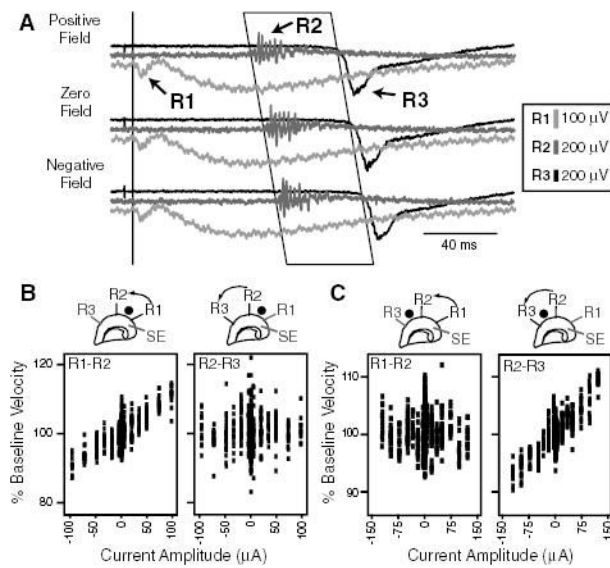 A
Positive
Field
R2
R1
R3
Zero
Field
Negative
Field
R1 100 μV
R2 200 μV
R3 200 μV
40 ms
B
R2
R3 R1
SE
R2
R3 R1
SE
C
R2
R3 R1
SE
R2
R3 R1
SE
% Baseline Velocity
120
100
80
R1-R2
R2-R3
-100 -50 0 50 100
-100 -50 0 50 100
Current Amplitude (μA)
% Baseline Velocity
110
100
90
R1-R2
R2-R3
-150 -75 0 75 150
-150 -75 0 75 150
Current Amplitude (μA)